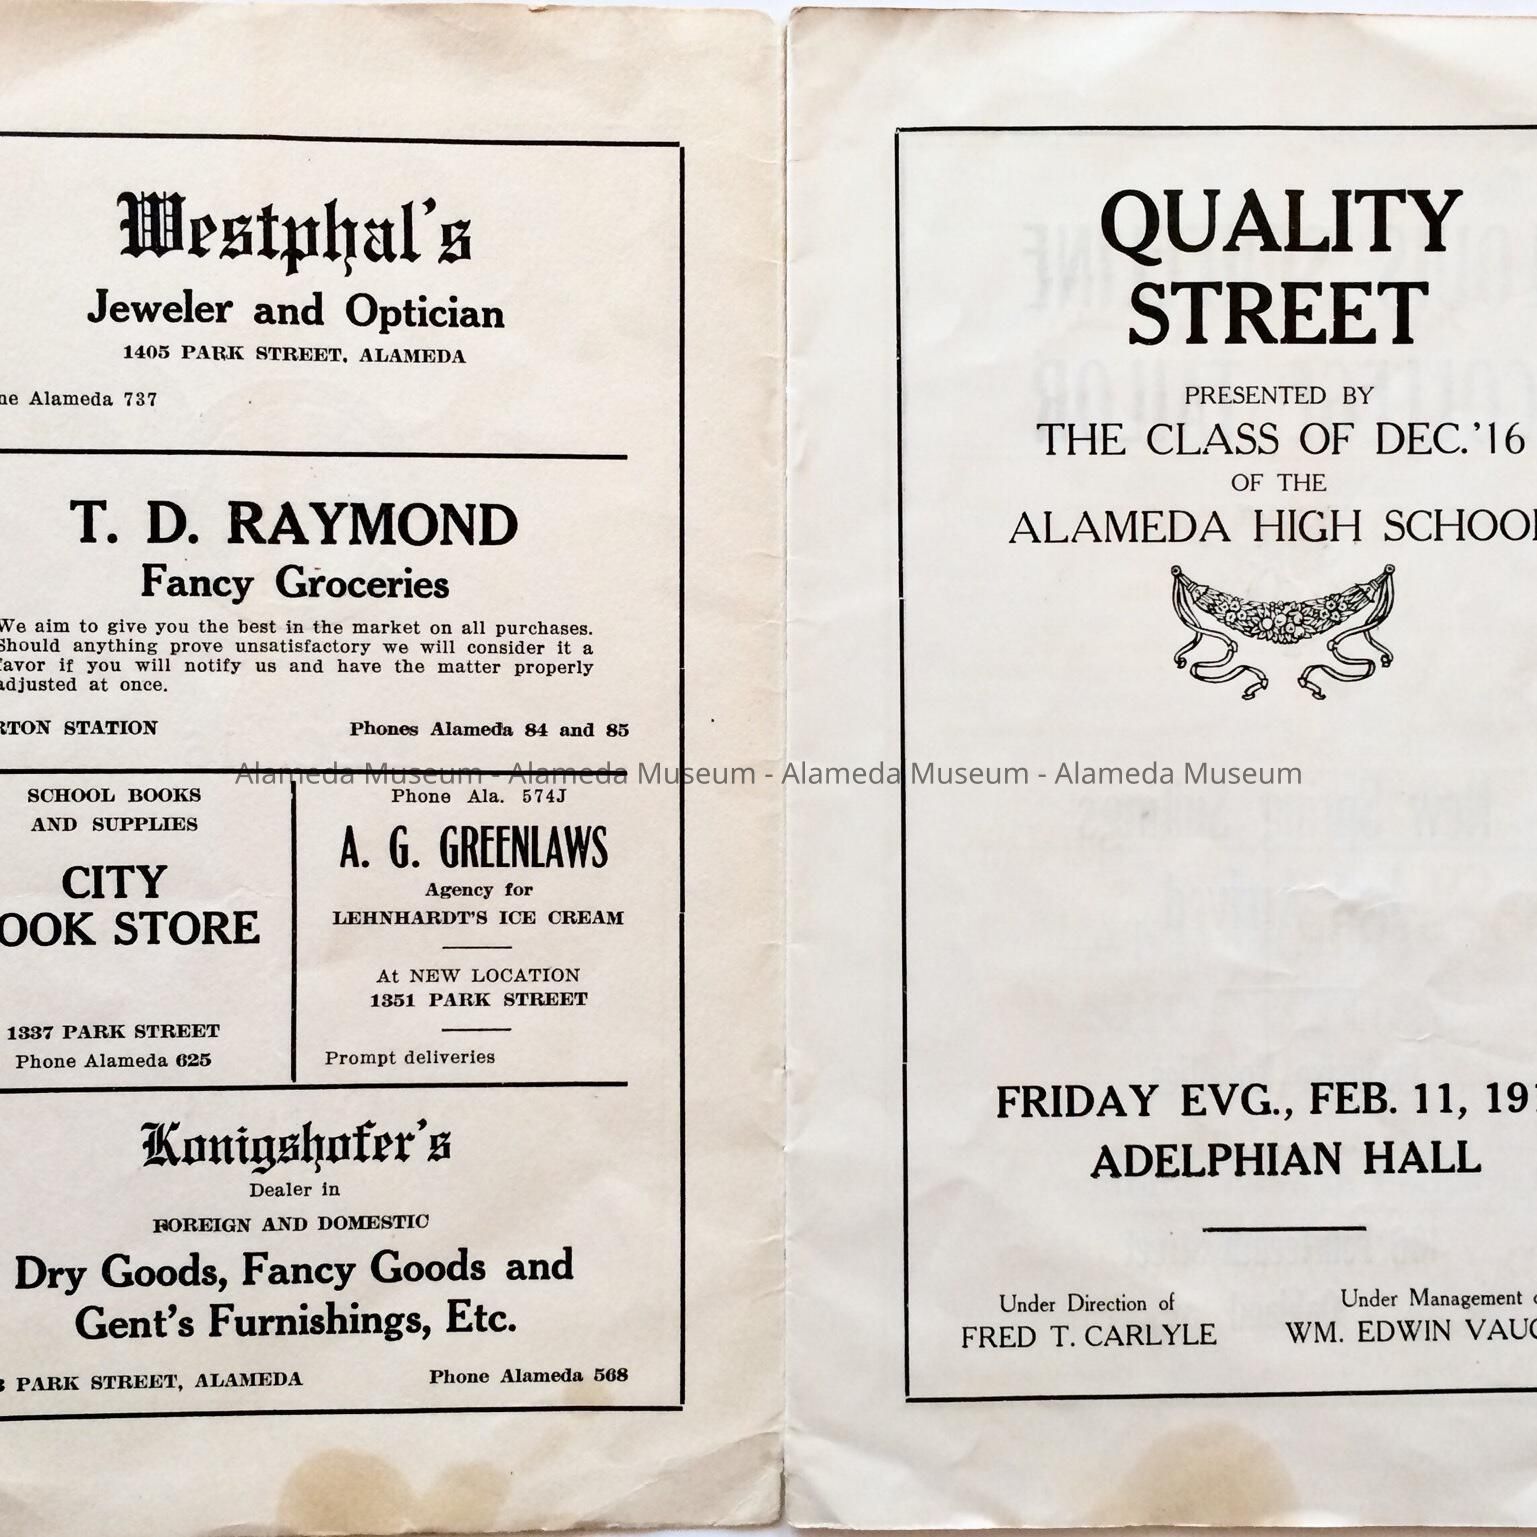 Westphal's
Jeweler and Optician
1405 PARK STREET, ALAMEDA
ne Alameda 737
T. D. RAYMOND
Fancy Groceries
We aim to give you the best in the market on all purchases.
Should anything prove unsatisfactory we will consider it a
favor if you will notify us and have the matter properly
adjusted at once.
RTON STATION
Phones Alameda 84 and 85
SCHOOL BOOKS
AND SUPPLIES
CITY
OOK STORE
1337 PARK STREET
Phone Alameda 625
Phone Ala. 574J
A. G. GREENLAWS
Agency for
LEHNHARDT'S ICE CREAM
At NEW LOCATION
1351 PARK STREET
Prompt deliveries
Konigshofer's
Dealer in
FOREIGN AND DOMESTIC
Dry Goods, Fancy Goods and
Gent's Furnishings, Etc.
PARK STREET, ALAMEDA
Phone Alameda 568
Alameda Museum - Alameda Museum - Alameda Museum - Alameda Museum
QUALITY
STREET
PRESENTED BY
THE CLASS OF DEC.'16
OF THE
ALAMEDA HIGH SCHOOL
FRIDAY EVG., FEB. 11, 191
ADELPHIAN HALL
Under Direction of
FRED T. CARLYLE
Under Management o
WM. EDWIN VAUG